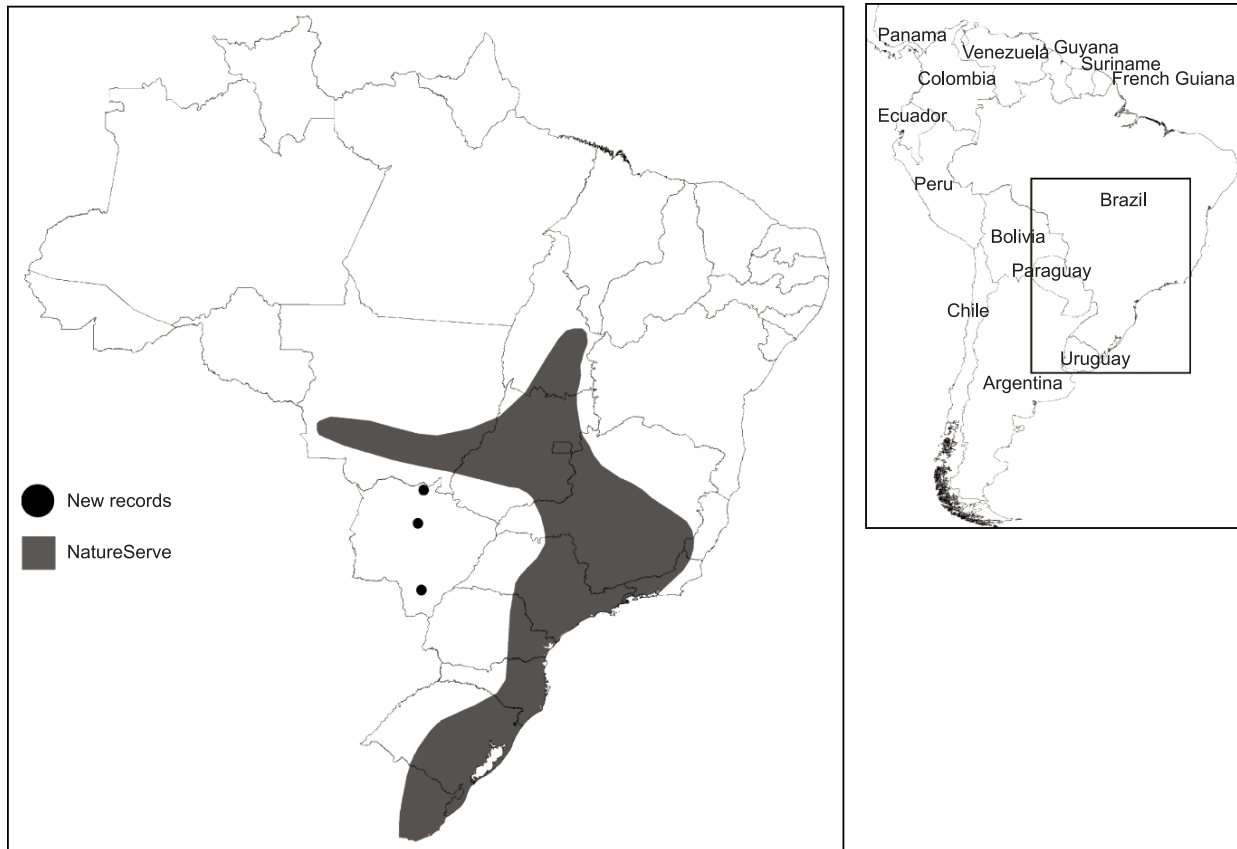 New records
NatureServe
Panama
Venezuela
Guyana
Suriname
French Guiana
Colombia
Ecuador
Peru
Brazil
Bolivia
Paraguay
Chile
Uruguay
Argentina